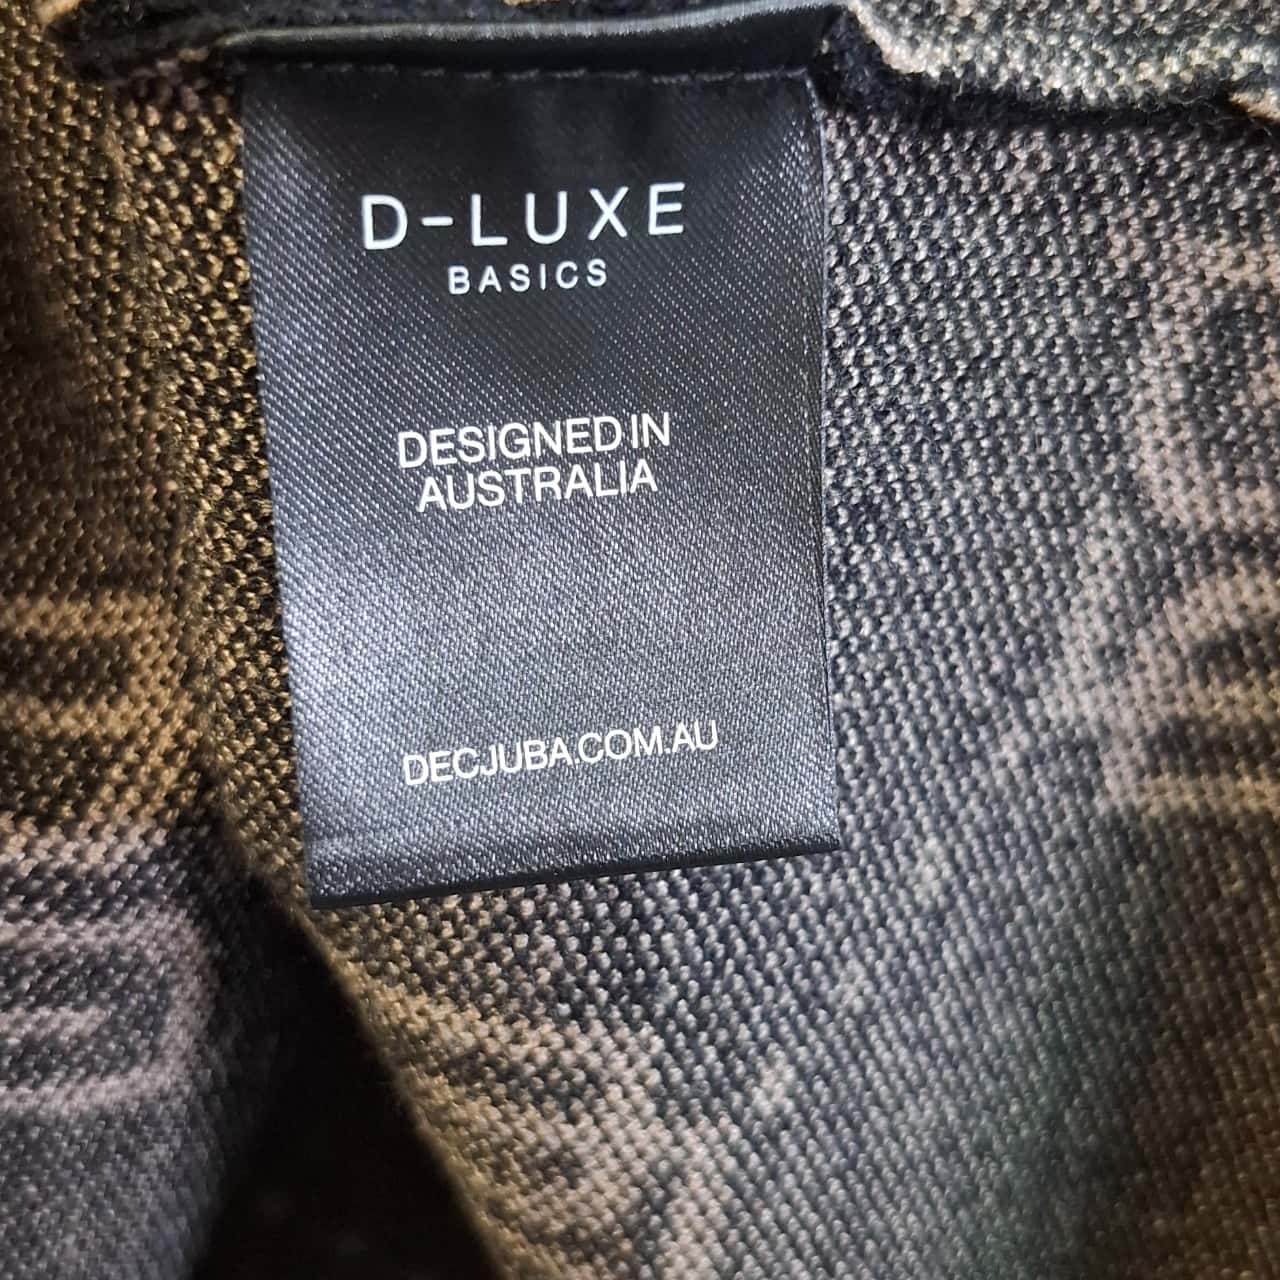 D-LUXE
BASICS
DESIGNED IN
AUSTRALIA
DECJUBA.COM.AU